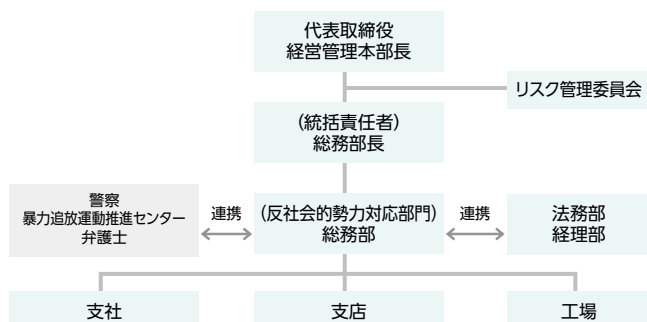 代表取締役
経営管理本部長
リスク管理委員会
(統括責任者)
総務部長
警察
暴力追放運動推進センター
弁護士
連携
(反社会的勢力対応部門)
総務部
連携
法務部
経理部
支社
支店
工場